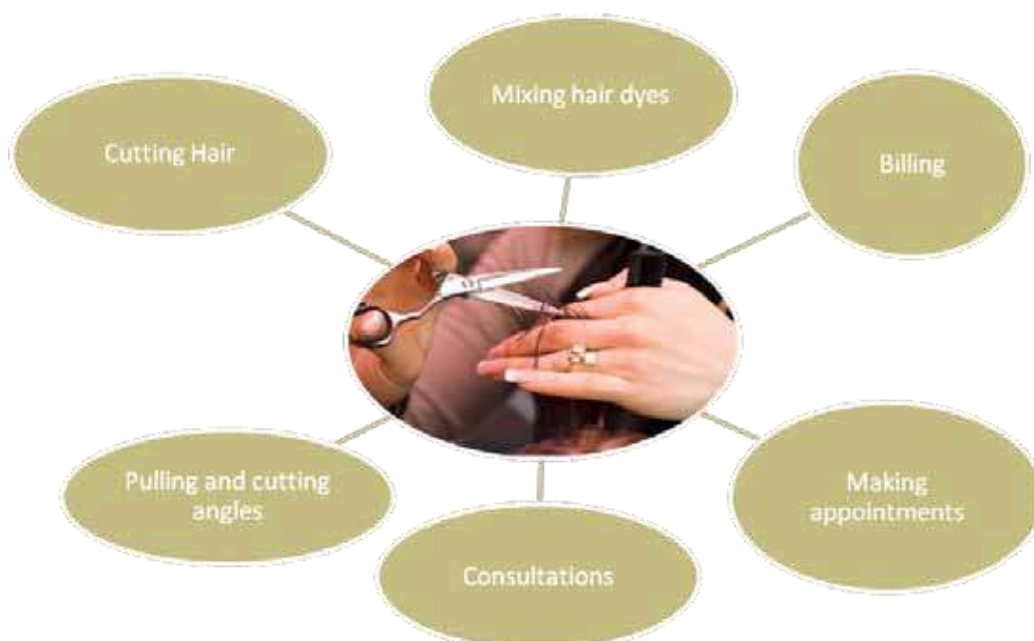 Mixing hair dyes
Cutting Hair
Billing
Pulling and cutting
angles
Making
appointments
Consultations